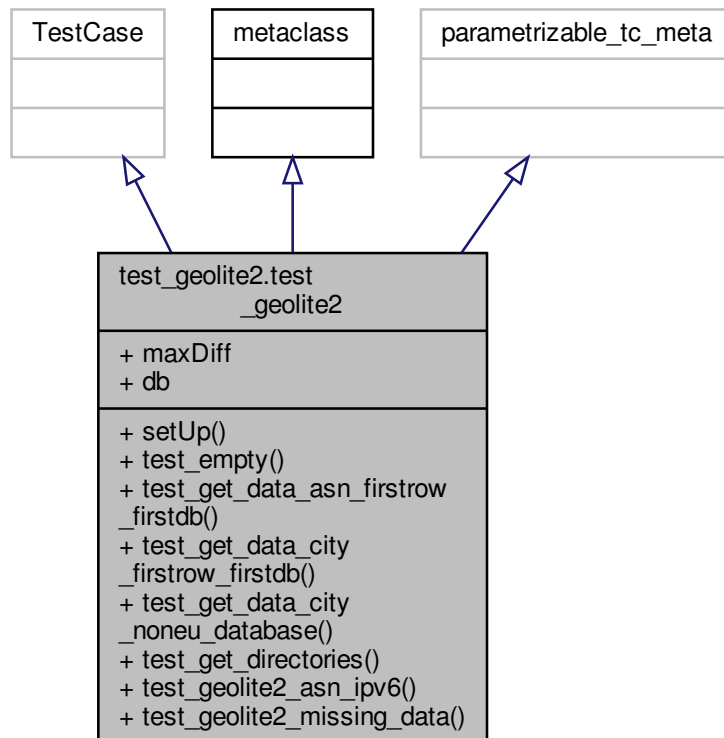 TestCase
metaclass
parametrizable_tc_meta
test_geolite2.test
_geolite2
+ maxDiff
+ db
+ setUp()
+ test_empty()
+ test_get_data_asn_firstrow
_firstdb()
+ test_get_data_city
_firstrow_firstdb()
+ test_get_data_city
_noneu_database()
+ test_get_directories()
+ test_geolite2_asn_ipv6()
+ test_geolite2_missing_data()